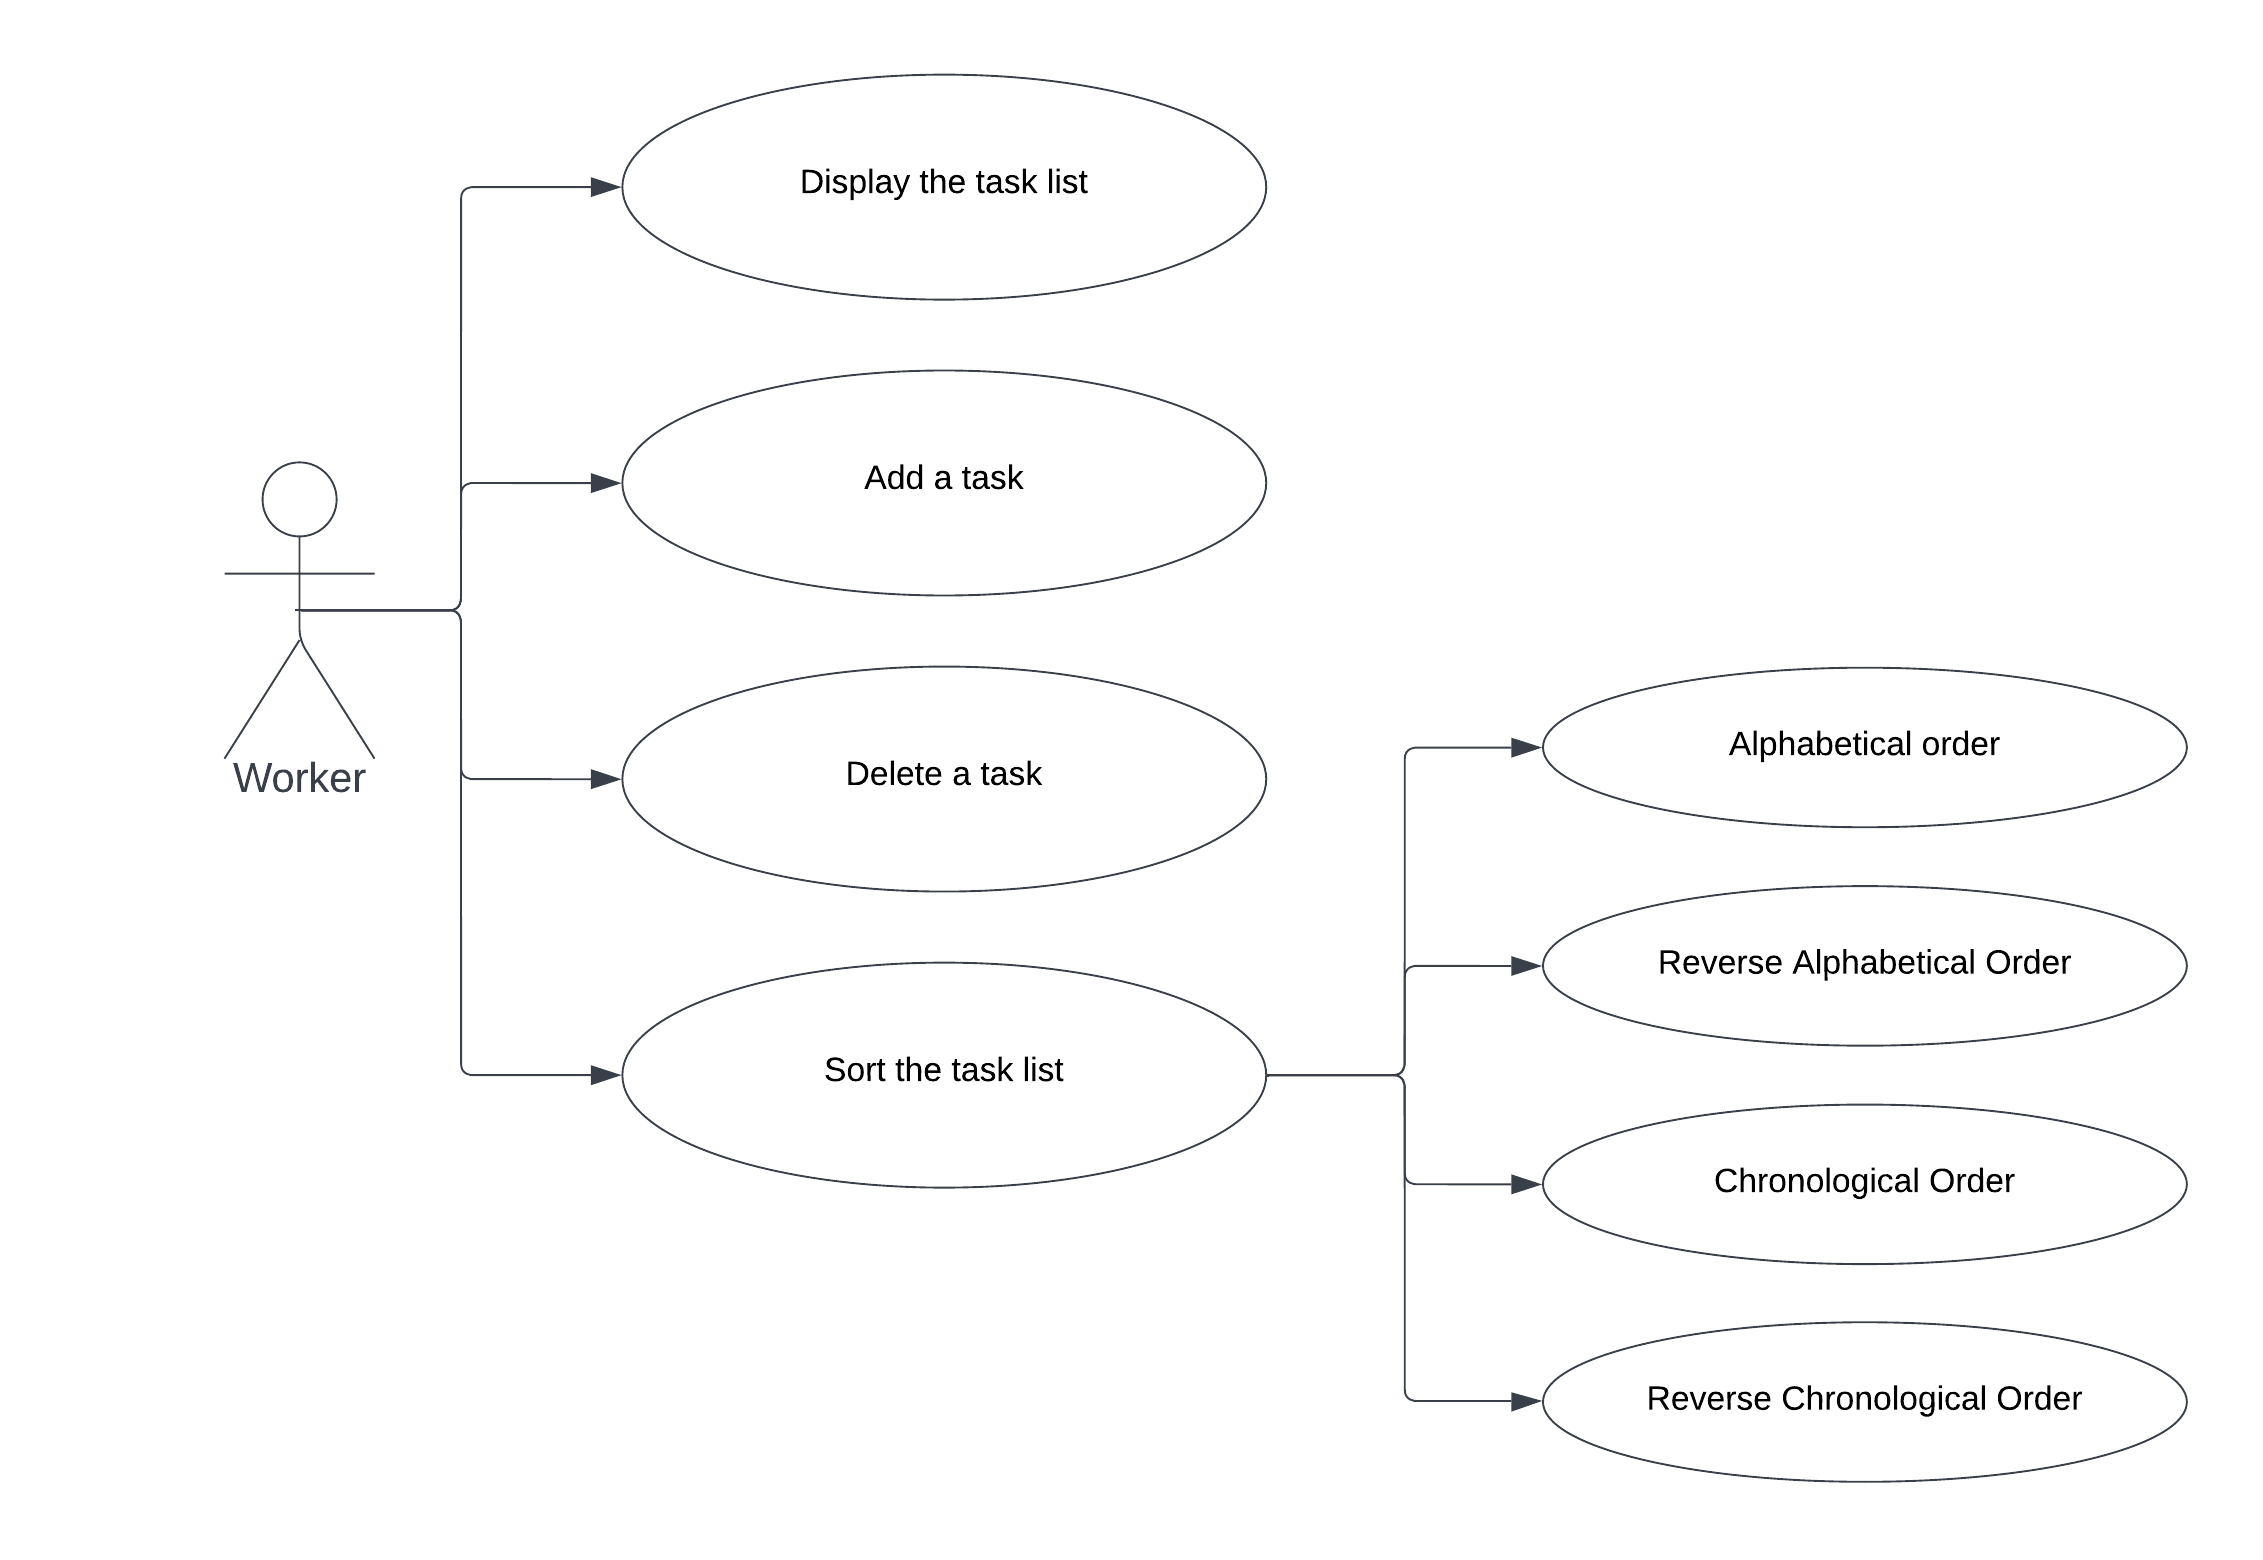 Display the task list
Add a task
Worker
Delete a task
Sort the task list
Alphabetical order
Reverse Alphabetical Order
Chronological Order
Reverse Chronological Order